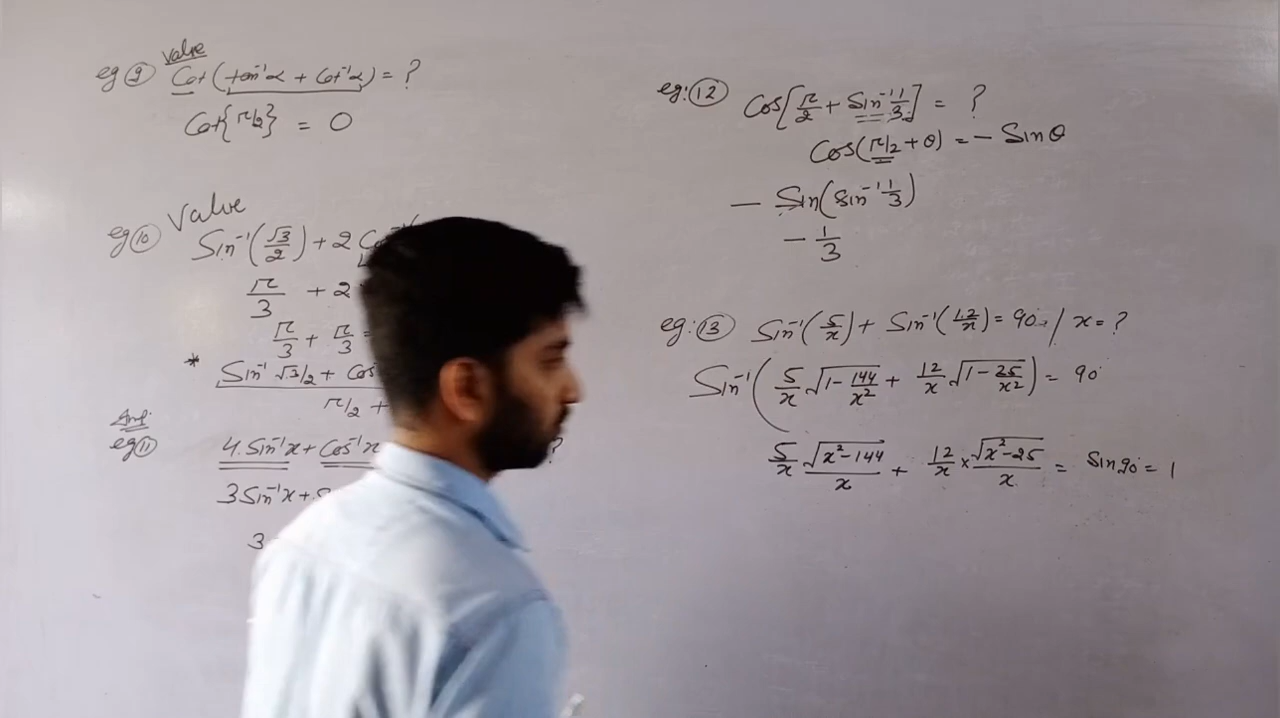 Value
eg 9 Cot (tan⁻¹α + Cot⁻¹α) = ?
Cot{π/2} = 0
Value
eg 10 Sin⁻¹(√3/2) + 2
π/3 + 2
π/3 + π/3 =
* Sin⁻¹ √3/2 + Cos
π/2 +
Ans:
eg 11 4. Sin⁻¹x + Cos⁻¹x ?
3 Sin⁻¹x +
3
eg: 12 Cos[π/2 + Sin⁻¹ 1/3] = ?
Cos(π/2 + θ) = - Sinθ
- Sin(Sin⁻¹ 1/3)
- 1/3
eg: 13 Sin⁻¹(5/x) + Sin⁻¹(12/x) = 90 / x = ?
Sin⁻¹(5/x √1 - 144/x² + 12/x √1 - 25/x²) = 90
5/x √x² - 144/x + 12/x × √x² - 25/x = Sin 90 = 1